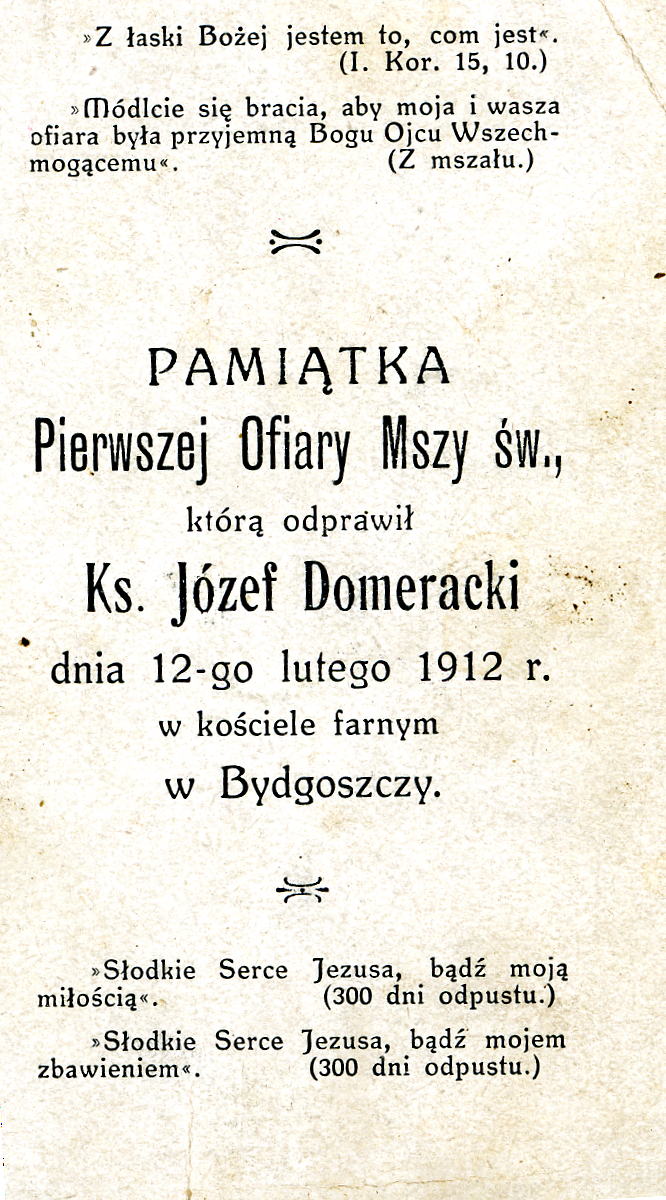 »Z łaski Bożej jestem to, com jest«.
(I. Kor. 15, 10.)
»Módlcie się bracia, aby moja i wasza
ofiara była przyjemną Bogu Ojcu Wszech-
mogącemu«. (Z mszału.)
PAMIĄTKA
Pierwszej Ofiary Mszy św.,
którą odprawił
Ks. Józef Domeracki
dnia 12-go lutego 1912 r.
w kościele farnym
w Bydgoszczy.
»Słodkie Serce Jezusa, bądź moją
miłością«. (300 dni odpustu.)
»Słodkie Serce Jezusa, bądź mojem
zbawieniem«. (300 dni odpustu.)